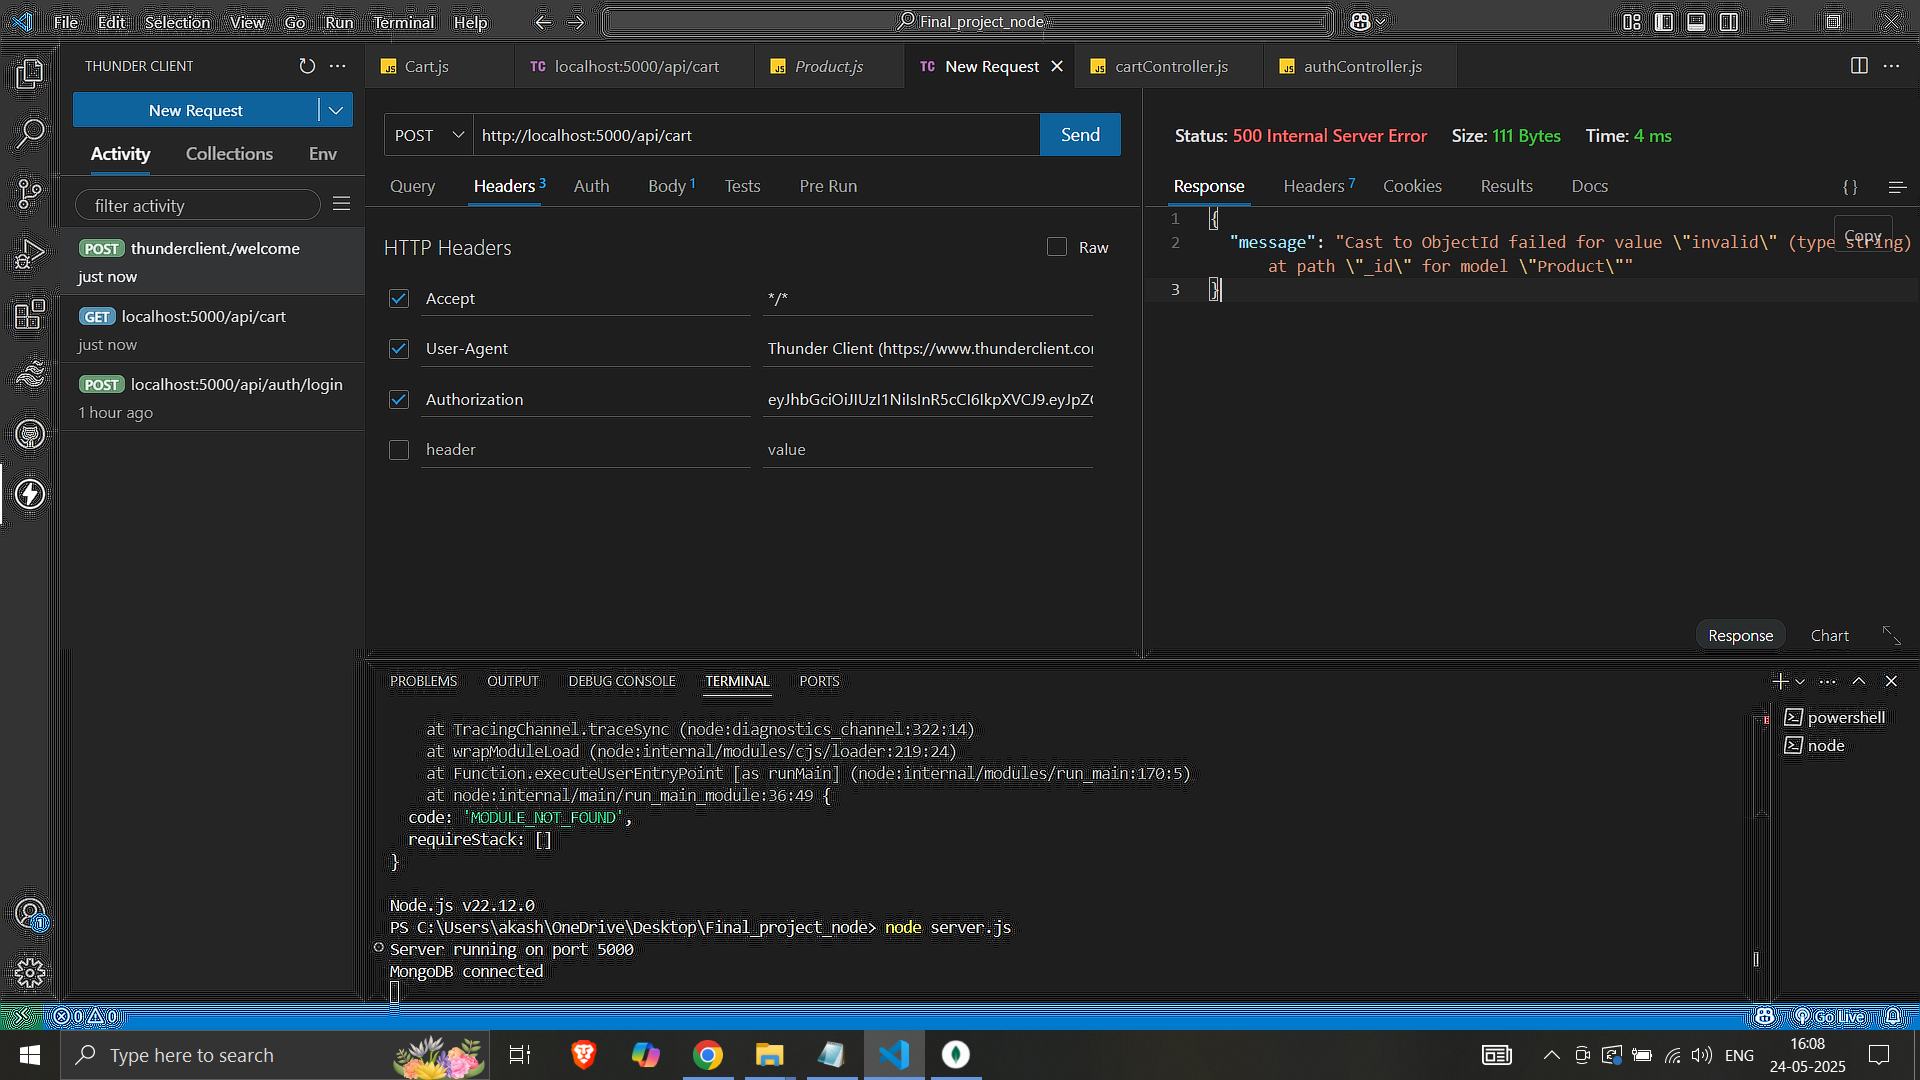 File Edit Selection View Go Run Terminal Help
Final_project_node
THUNDER CLIENT
New Request
Activity Collections Env
filter activity
POST thunderclient./welcome
just now
GET localhost:5000/api/cart
just now
POST localhost:5000/api/auth/login
1 hour ago
JS Cart.js
TC localhost:5000/api/cart
JS Product.js
TC New Request
JS cartController.js
JS authController.js
POST http://localhost:5000/api/cart Send
Query Headers 3 Auth Body 1 Tests Pre Run
HTTP Headers Raw
Accept */*
User-Agent Thunder Client (https://www.thunderclient.co
Authorization eyJhbGciOiJIUzI1NiIsInR5cCI6IkpXVCJ9.eyJpZ
header value
Status: 500 Internal Server Error Size: 111 Bytes Time: 4 ms
Response Headers 7 Cookies Results Docs { }
Copy
1 {
2 "message": "Cast to ObjectId failed for value \"invalid\" (type string)
at path \"_id\" for model \"Product\""
3 }
Response Chart
PROBLEMS OUTPUT DEBUG CONSOLE TERMINAL PORTS
at TracingChannel.traceSync (node:diagnostics_channel:322:14)
at wrapModuleLoad (node:internal/modules/cjs/loader:219:24)
at Function.executeUserEntryPoint [as runMain] (node:internal/modules/run_main:170:5)
at node:internal/main/run_main_module:36:49 {
code: 'MODULE_NOT_FOUND',
requireStack: []
}
Node.js v22.12.0
PS C:\Users\akash\OneDrive\Desktop\Final_project_node> node server.js
Server running on port 5000
MongoDB connected
powershell
node
1
0 0
Go Live
Type here to search
ENG
16:08
24-05-2025